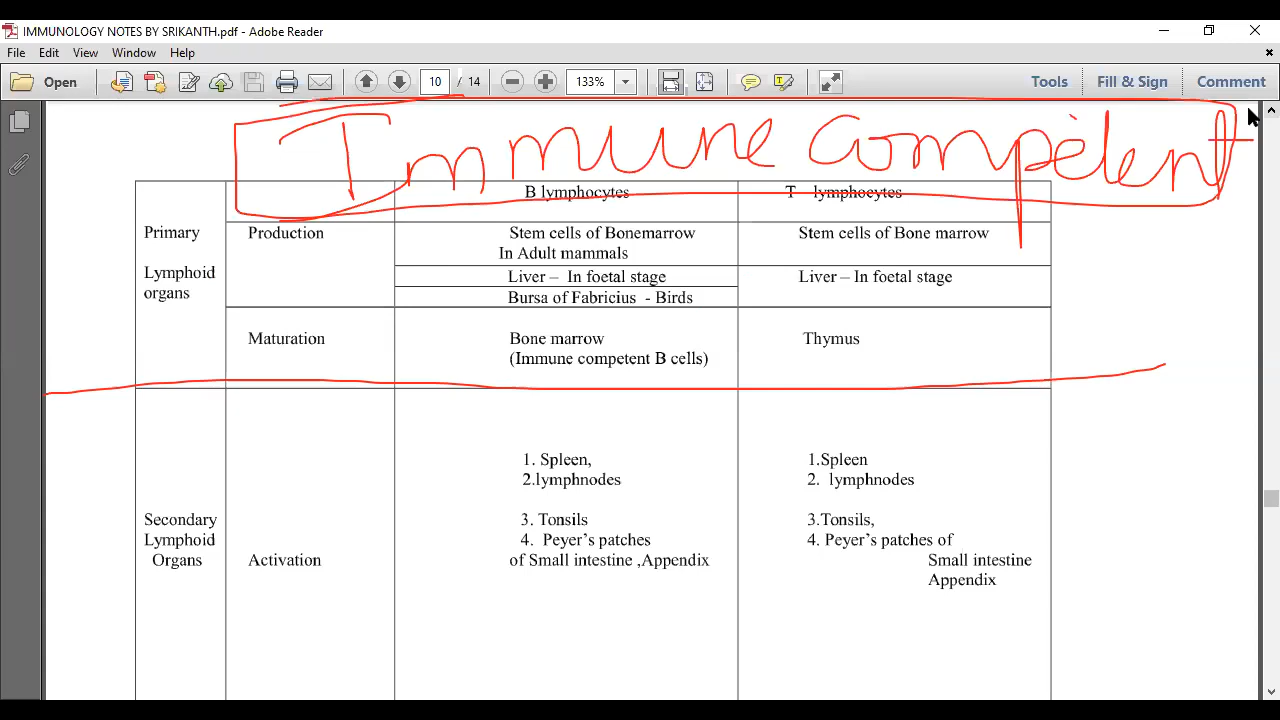 IMMUNOLOGY NOTES BY SRIKANTH.pdf - Adobe Reader
File Edit View Window Help
Open 10 / 14 133% Tools Fill & Sign Comment
Immune Competent
B lymphocytes T lymphocytes
Primary Production Stem cells of Bonemarrow Stem cells of Bone marrow
In Adult mammals
Lymphoid Liver – In foetal stage Liver – In foetal stage
organs Bursa of Fabricius - Birds
Maturation Bone marrow Thymus
(Immune competent B cells)
1. Spleen, 1.Spleen
2.lymphnodes 2. lymphnodes
Secondary 3. Tonsils 3.Tonsils,
Lymphoid 4. Peyer’s patches 4. Peyer’s patches of
Organs Activation of Small intestine ,Appendix Small intestine
Appendix